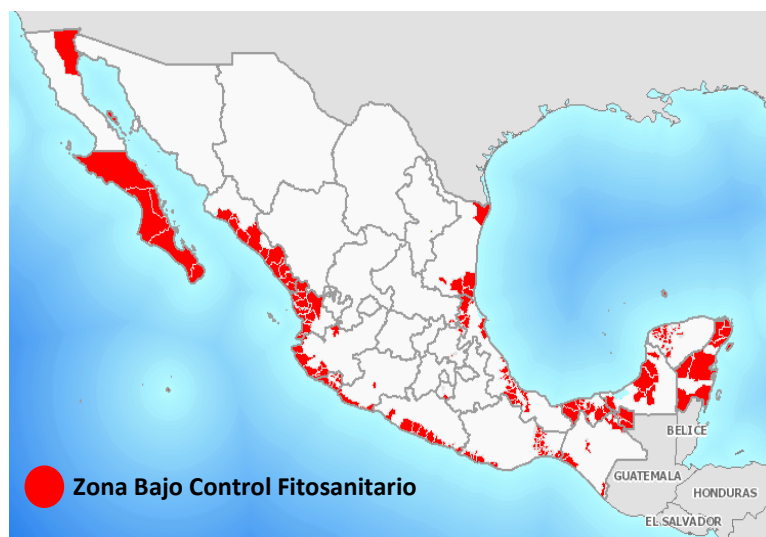 BELICE
GUATEMALA
Zona Bajo Control Fitosanitario
HONDURAS
EL SALVADOR